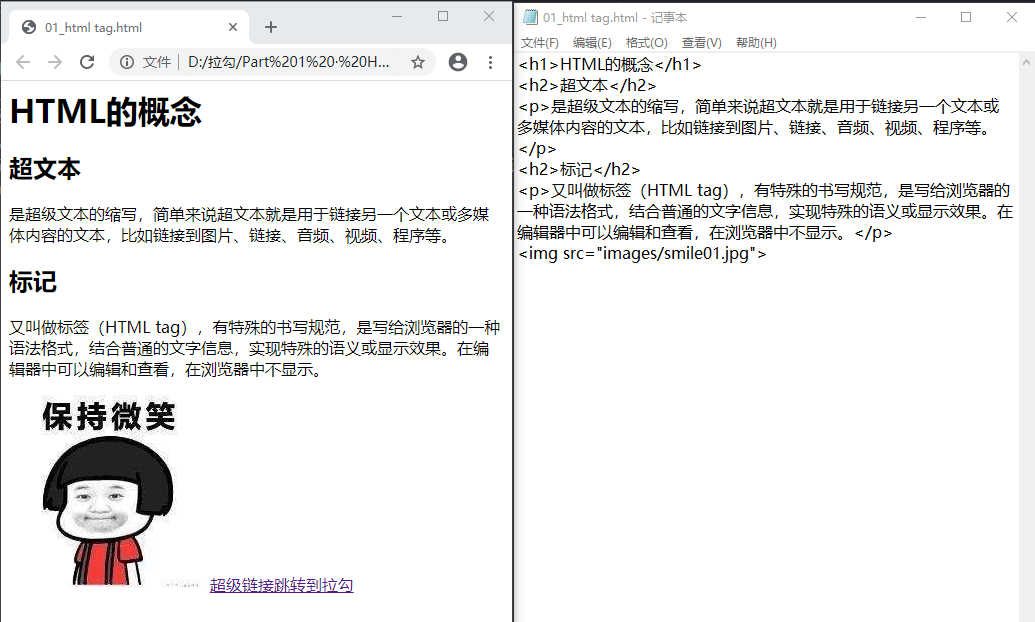 01_html tag.html
文件
D:/拉勾/Part%201%20·%20H...
HTML的概念
超文本
是超级文本的缩写，简单来说超文本就是用于链接另一个文本或多媒
体内容的文本，比如链接到图片、链接、音频、视频、程序等。
标记
又叫做标签（HTML tag），有特殊的书写规范，是写给浏览器的一种
语法格式，结合普通的文字信息，实现特殊的语义或显示效果。在编
辑器中可以编辑和查看，在浏览器中不显示。
保持微笑
超级链接跳转到拉勾
01_html tag.html - 记事本
文件(F) 编辑(E) 格式(O) 查看(V) 帮助(H)
<h1>HTML的概念</h1>
<h2>超文本</h2>
<p>是超级文本的缩写，简单来说超文本就是用于链接另一个文本或
多媒体内容的文本，比如链接到图片、链接、音频、视频、程序等。
</p>
<h2>标记</h2>
<p>又叫做标签（HTML tag），有特殊的书写规范，是写给浏览器的
一种语法格式，结合普通的文字信息，实现特殊的语义或显示效果。在
编辑器中可以编辑和查看，在浏览器中不显示。</p>
<img src="images/smile01.jpg">